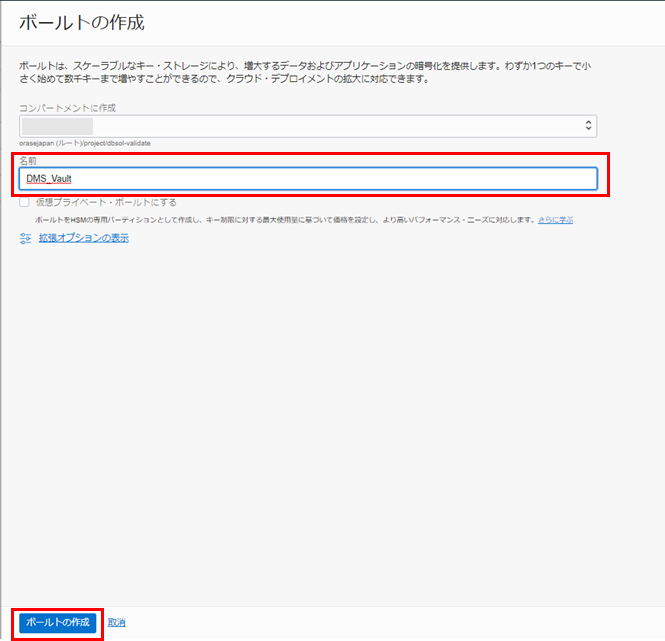 ボールトの作成
ボールトは、スケーラブルなキー・ストレージにより、増大するデータおよびアプリケーションの暗号化を提供します。わずか1つのキーで小
さく始めて数千キーまで増やすことができるので、クラウド・デプロイメントの拡大に対応できます。
コンパートメントに作成
orasejapan (ルート)/project/dbsol-validate
名前
DMS_Vault
仮想プライベート・ボールトにする
ボールトをHSMの専用パーティションとして作成し、キー制限に対する最大使用量に基づいて価格を設定し、より高いパフォーマンス・ニーズに対応します。さらに学ぶ
拡張オプションの表示
ボールトの作成 取消